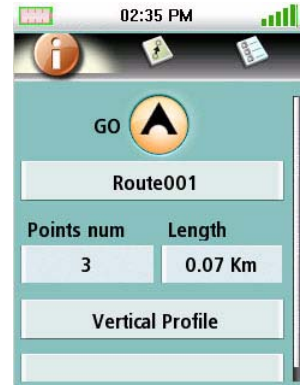 02:35 PM
GO
Route001
Points num Length
3 0.07 Km
Vertical Profile